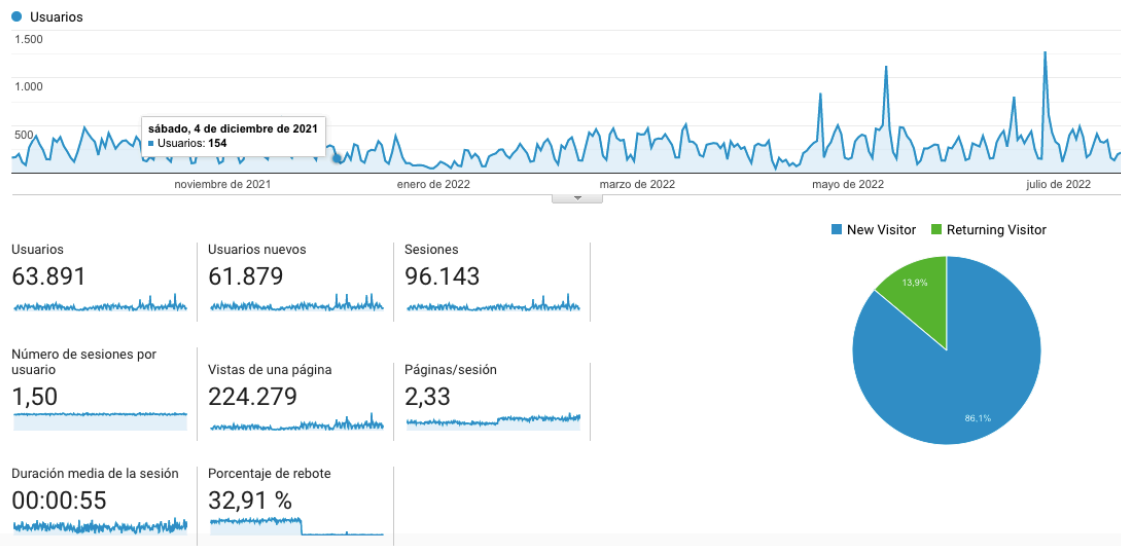 Usuarios
1.500
1.000
500
sábado, 4 de diciembre de 2021
Usuarios: 154
noviembre de 2021
enero de 2022
marzo de 2022
mayo de 2022
julio de 2022
New Visitor
Returning Visitor
Usuarios
63.891
Usuarios nuevos
61.879
Sesiones
96.143
Número de sesiones por
usuario
1,50
Vistas de una página
224.279
Páginas/sesión
2,33
Duración media de la sesión
00:00:55
Porcentaje de rebote
32,91 %
13,9%
86,1%